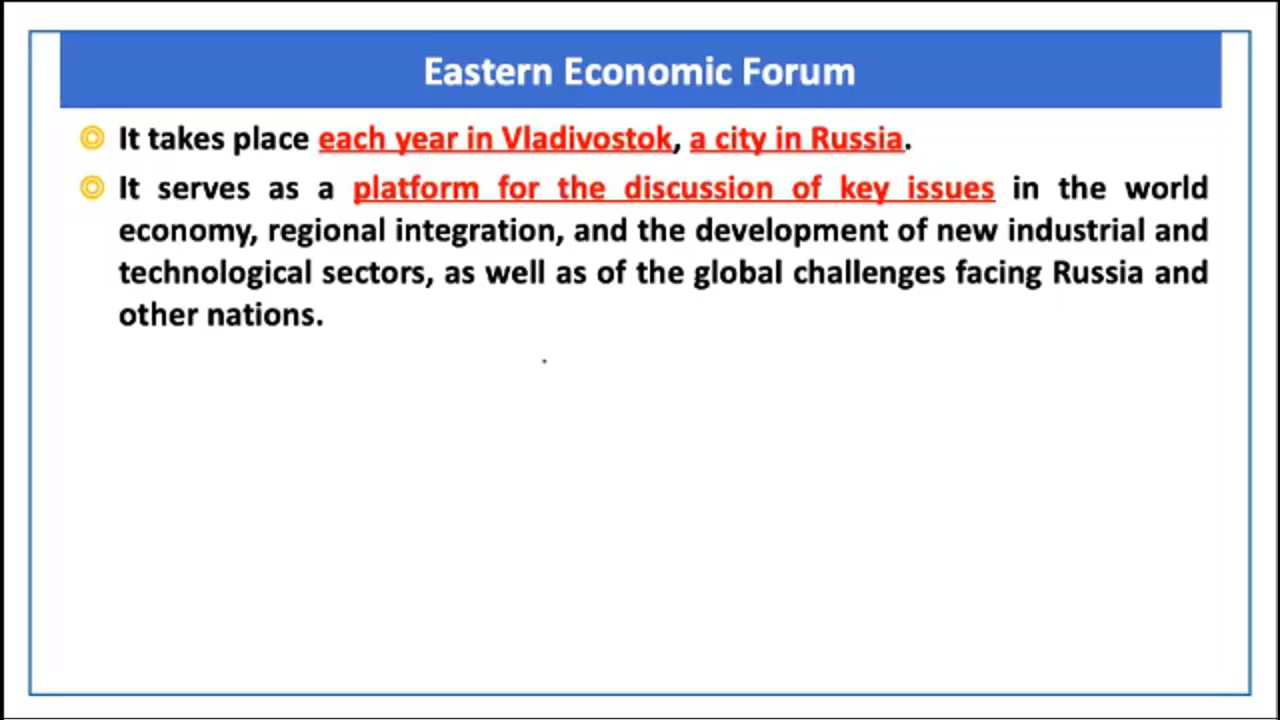 Eastern Economic Forum
It takes place each year in Vladivostok, a city in Russia.
It serves as a platform for the discussion of key issues in the world
economy, regional integration, and the development of new industrial and
technological sectors, as well as of the global challenges facing Russia and
other nations.